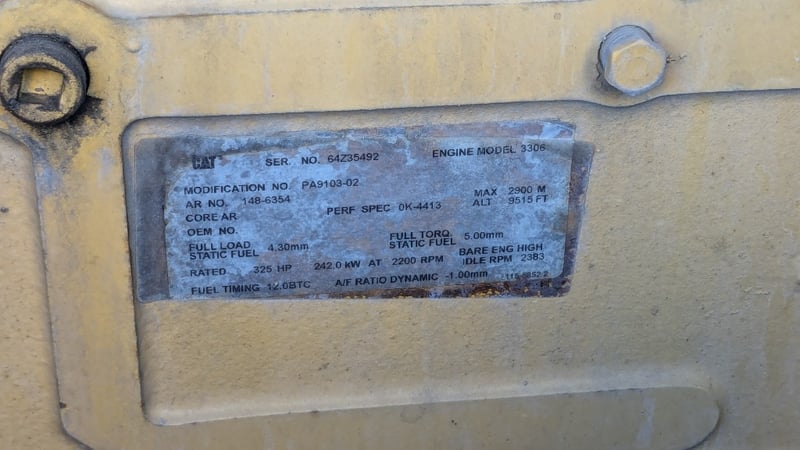 CAT SER. NO. 64Z35492 ENGINE MODEL 3306
MODIFICATION NO. PA9103-02
AR NO. 148-6354 PERF SPEC 0K-4413 MAX ALT 2900 M 9515 FT
CORE AR
OEM NO.
FULL LOAD STATIC FUEL 4.30mm FULL TORQ. STATIC FUEL 5.00mm
RATED 325 HP 242.0 kW AT 2200 RPM BARE ENG HIGH IDLE RPM 2383
FUEL TIMING 12.0BTC A/F RATIO DYNAMIC -1.00mm